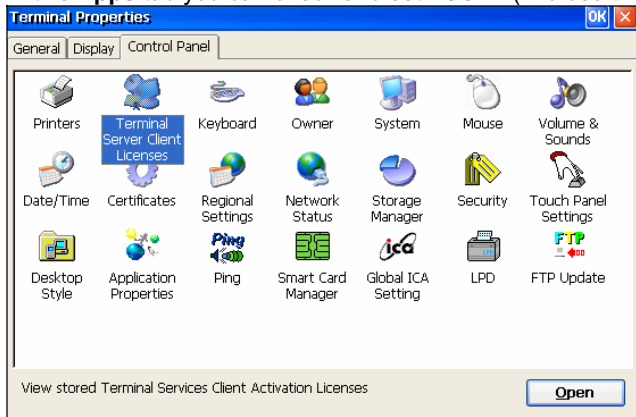 Terminal Properties
OK
General Display Control Panel
Printers Terminal Server Client Licenses Keyboard Owner System Mouse Volume & Sounds
Date/Time Certificates Regional Settings Network Status Storage Manager Security Touch Panel Settings
Desktop Style Application Properties Ping Ping Smart Card Manager ica Global ICA Setting LPD FTP FTP Update
View stored Terminal Services Client Activation Licenses
Open